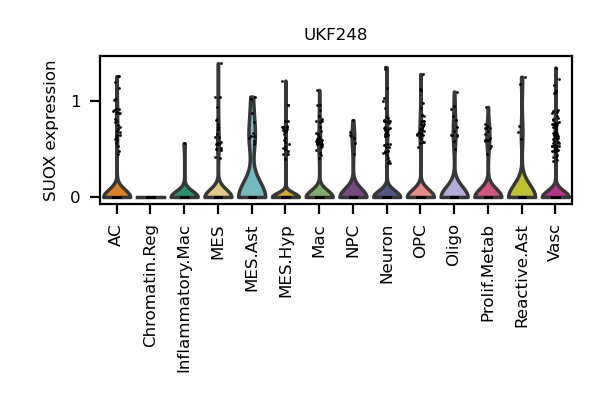 UKF248
SUOX expression
1
0
AC
Chromatin.Reg
Inflammatory.Mac
MES
MES.Ast
MES.Hyp
Mac
NPC
Neuron
OPC
Oligo
Prolif.Metab
Reactive.Ast
Vasc